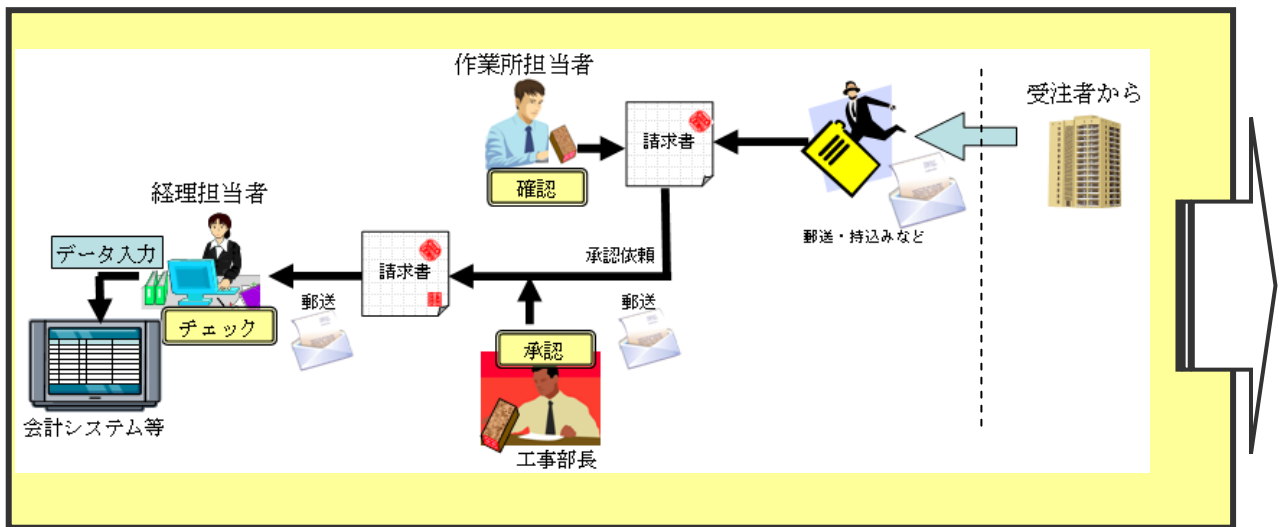 作業所担当者
受注者から
請求書
確認
郵送・持込みなど
経理担当者
データ入力
請求書
承認依頼
郵送
郵送
チェック
承認
会計システム等
工事部長